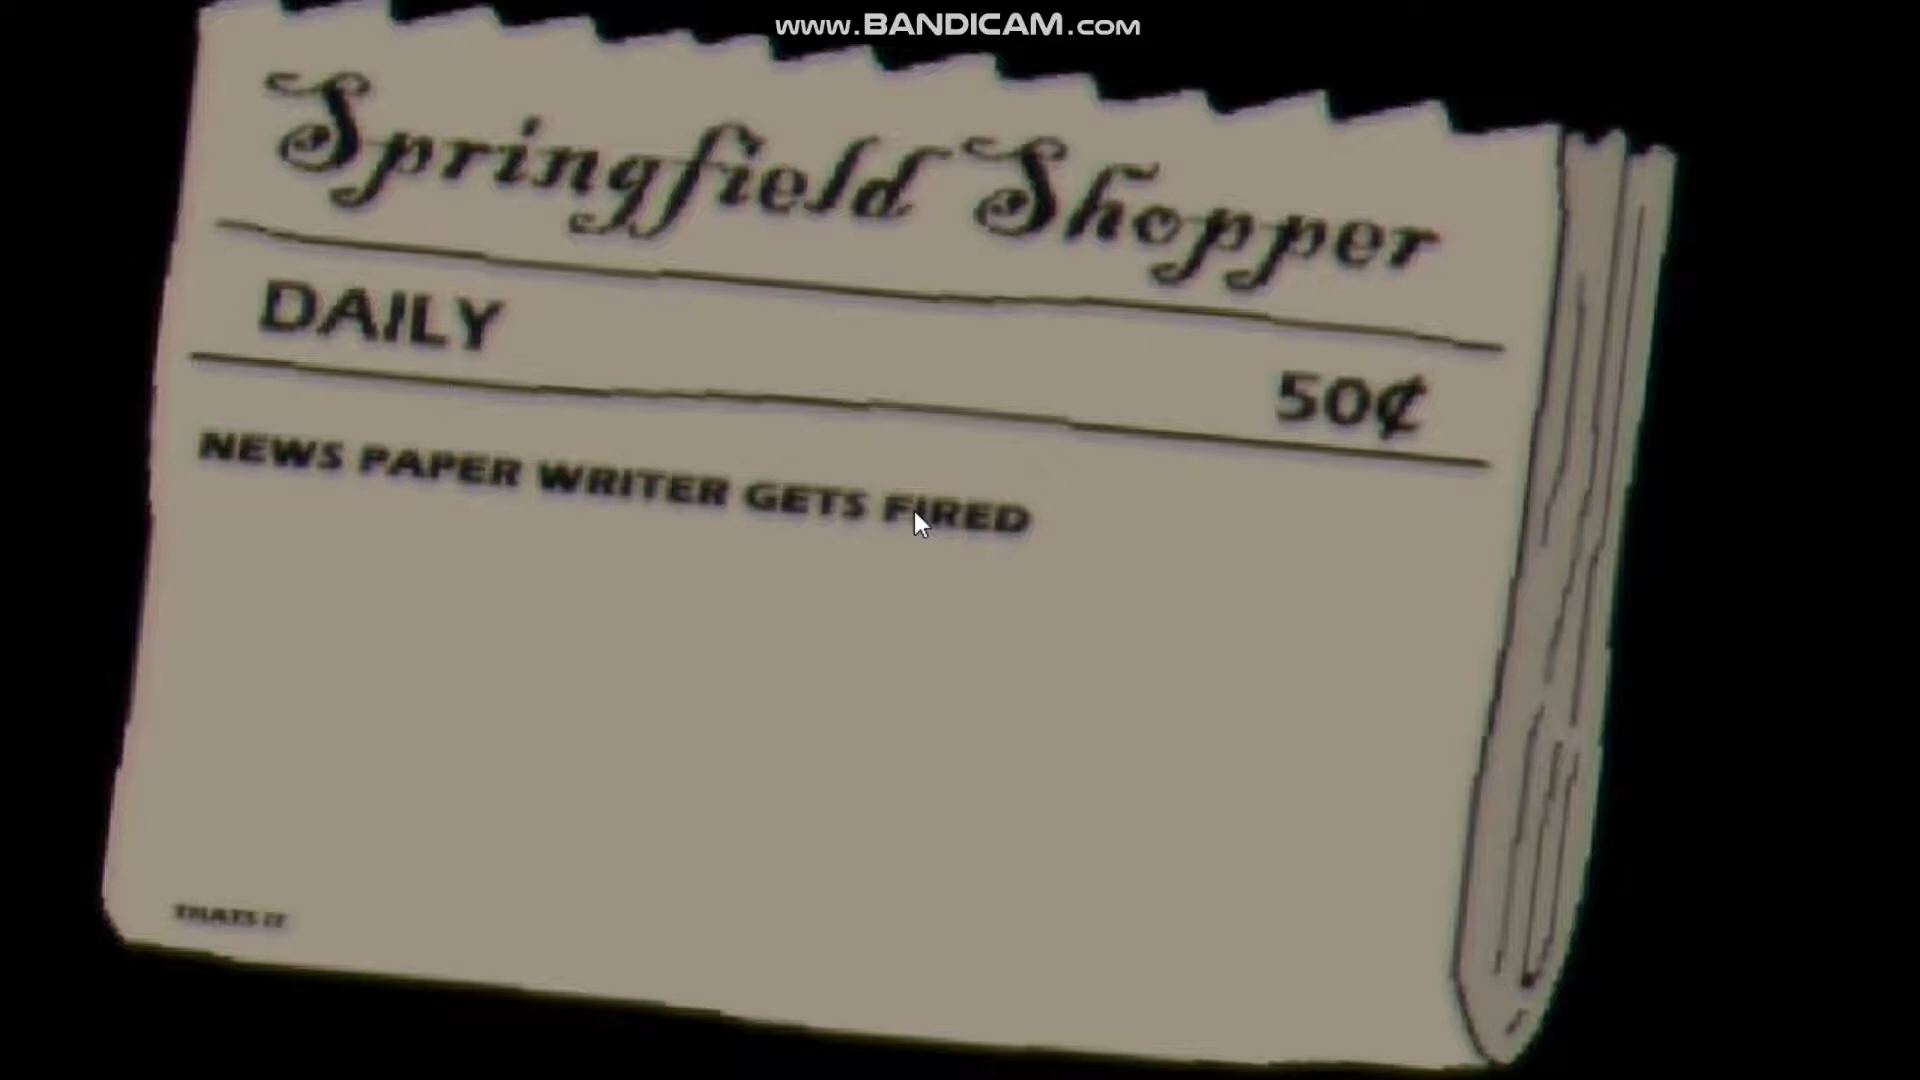 www.BANDICAM.com
Springfield Shopper
DAILY
50¢
NEWS PAPER WRITER GETS FIRED
THATS IT